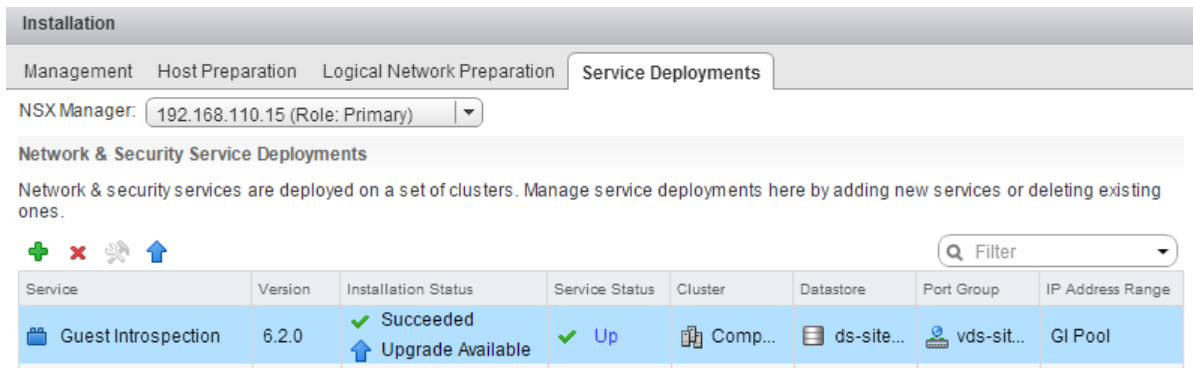 Installation
Management Host Preparation Logical Network Preparation Service Deployments
NSX Manager: 192.168.110.15 (Role: Primary)
Network & Security Service Deployments
Network & security services are deployed on a set of clusters. Manage service deployments here by adding new services or deleting existing
ones.
Filter
Service Version Installation Status Service Status Cluster Datastore Port Group IP Address Range
Guest Introspection 6.2.0 Succeeded Up Comp... ds-site... vds-sit... GI Pool
Upgrade Available